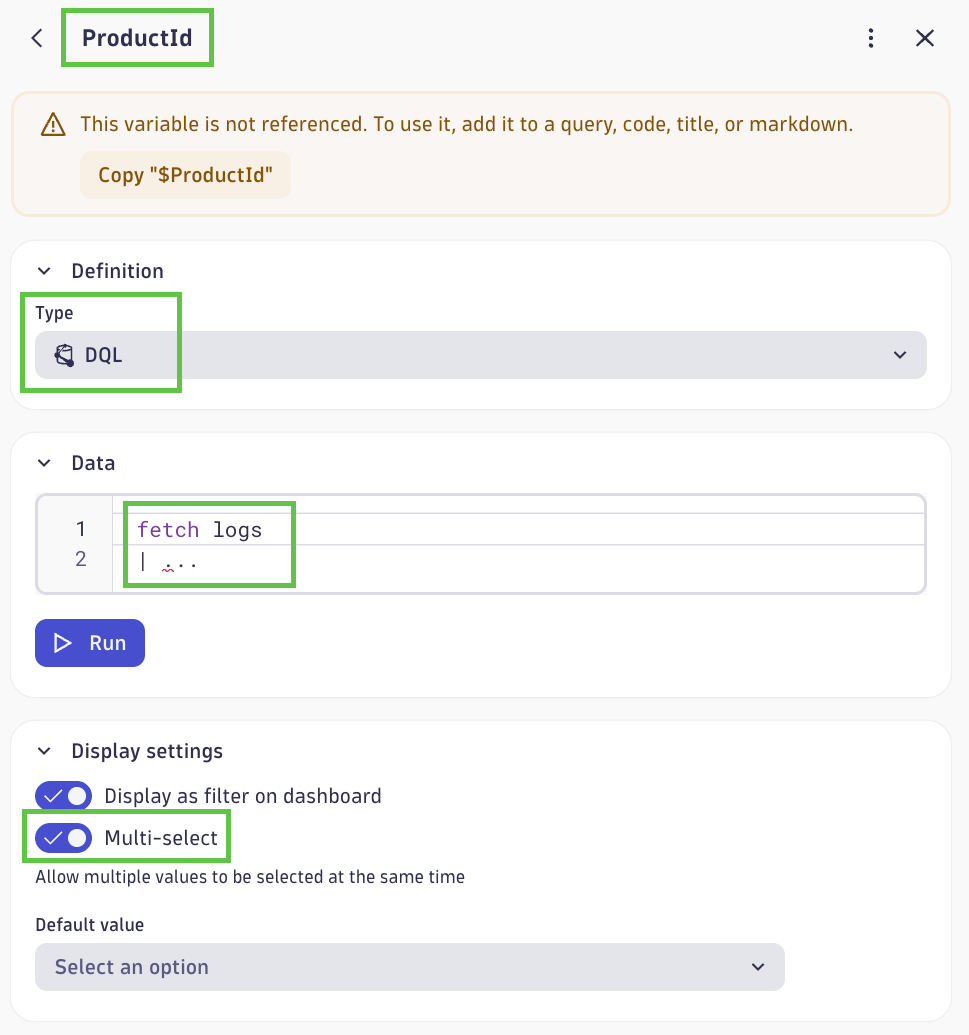 ProductId
This variable is not referenced. To use it, add it to a query, code, title, or markdown.
Copy "$ProductId"
Definition
Type
DQL
Data
1 fetch logs
2 | ...
Run
Display settings
Display as filter on dashboard
Multi-select
Allow multiple values to be selected at the same time
Default value
Select an option